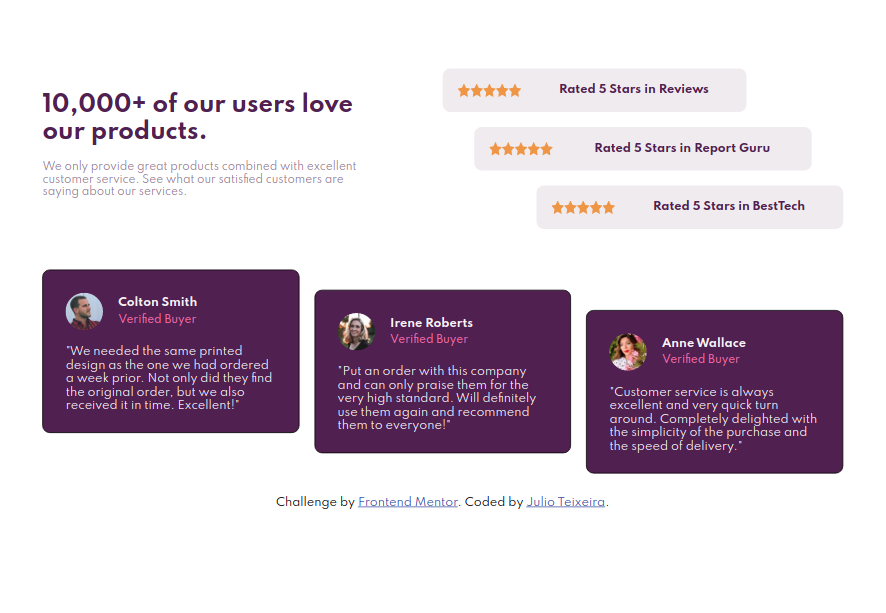 10,000+ of our users love
our products.
We only provide great products combined with excellent
customer service. See what our satisfied customers are
saying about our services.
Rated 5 Stars in Reviews
Rated 5 Stars in Report Guru
Rated 5 Stars in BestTech
Colton Smith
Verified Buyer
"We needed the same printed
design as the one we had ordered
a week prior. Not only did they find
the original order, but we also
received it in time. Excellent!"
Irene Roberts
Verified Buyer
"Put an order with this company
and can only praise them for the
very high standard. Will definitely
use them again and recommend
them to everyone!"
Anne Wallace
Verified Buyer
"Customer service is always
excellent and very quick turn
around. Completely delighted with
the simplicity of the purchase and
the speed of delivery."
Challenge by Frontend Mentor. Coded by Julio Teixeira.